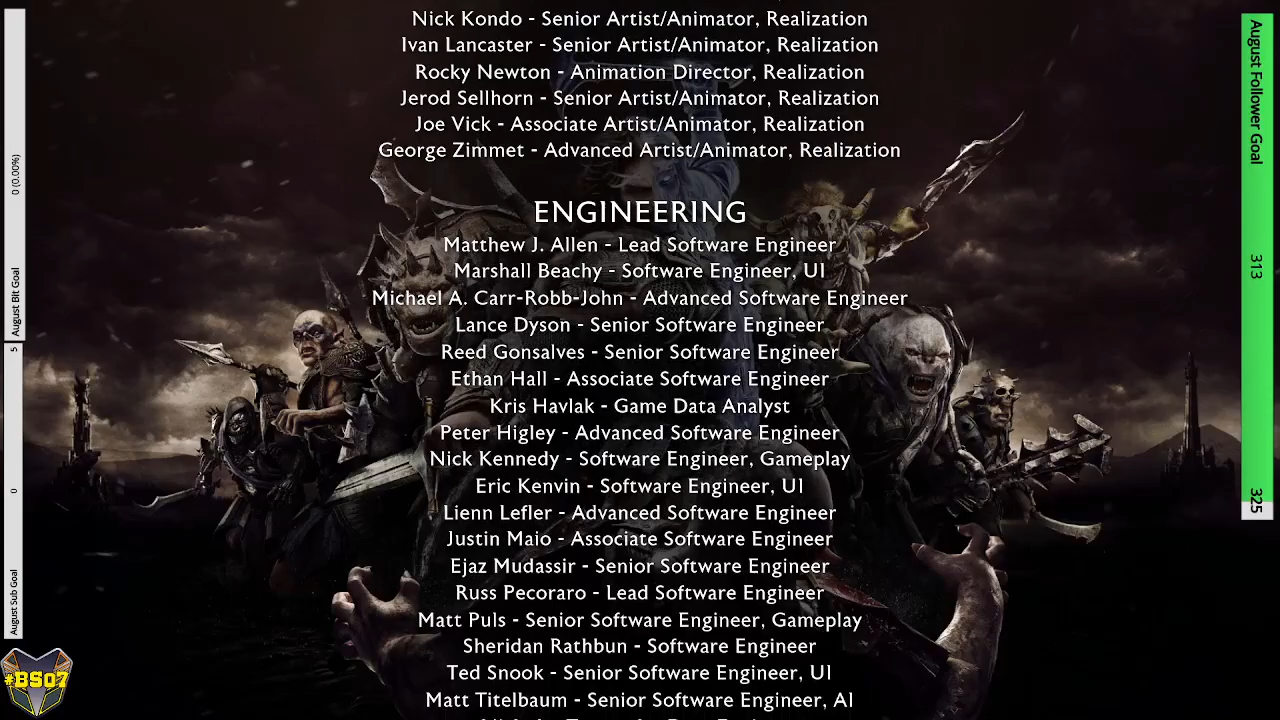 Nick Kondo - Senior Artist/Animator, Realization
Ivan Lancaster - Senior Artist/Animator, Realization
Rocky Newton - Animation Director, Realization
Jerod Sellhorn - Senior Artist/Animator, Realization
Joe Vick - Associate Artist/Animator, Realization
George Zimmet - Advanced Artist/Animator, Realization
ENGINEERING
Matthew J. Allen - Lead Software Engineer
Marshall Beachy - Software Engineer, UI
Michael A. Carr-Robb-John - Advanced Software Engineer
Lance Dyson - Senior Software Engineer
Reed Gonsalves - Senior Software Engineer
Ethan Hall - Associate Software Engineer
Kris Havlak - Game Data Analyst
Peter Higley - Advanced Software Engineer
Nick Kennedy - Software Engineer, Gameplay
Eric Kenvin - Software Engineer, UI
Lienn Lefler - Advanced Software Engineer
Justin Maio - Associate Software Engineer
Ejaz Mudassir - Senior Software Engineer
Russ Pecoraro - Lead Software Engineer
Matt Puls - Senior Software Engineer, Gameplay
Sheridan Rathbun - Software Engineer
Ted Snook - Senior Software Engineer, UI
Matt Titelbaum - Senior Software Engineer, AI
August Bit Goal
0 (0.00%)
August Sub Goal
0
5
August Follower Goal
313
325
#BS07